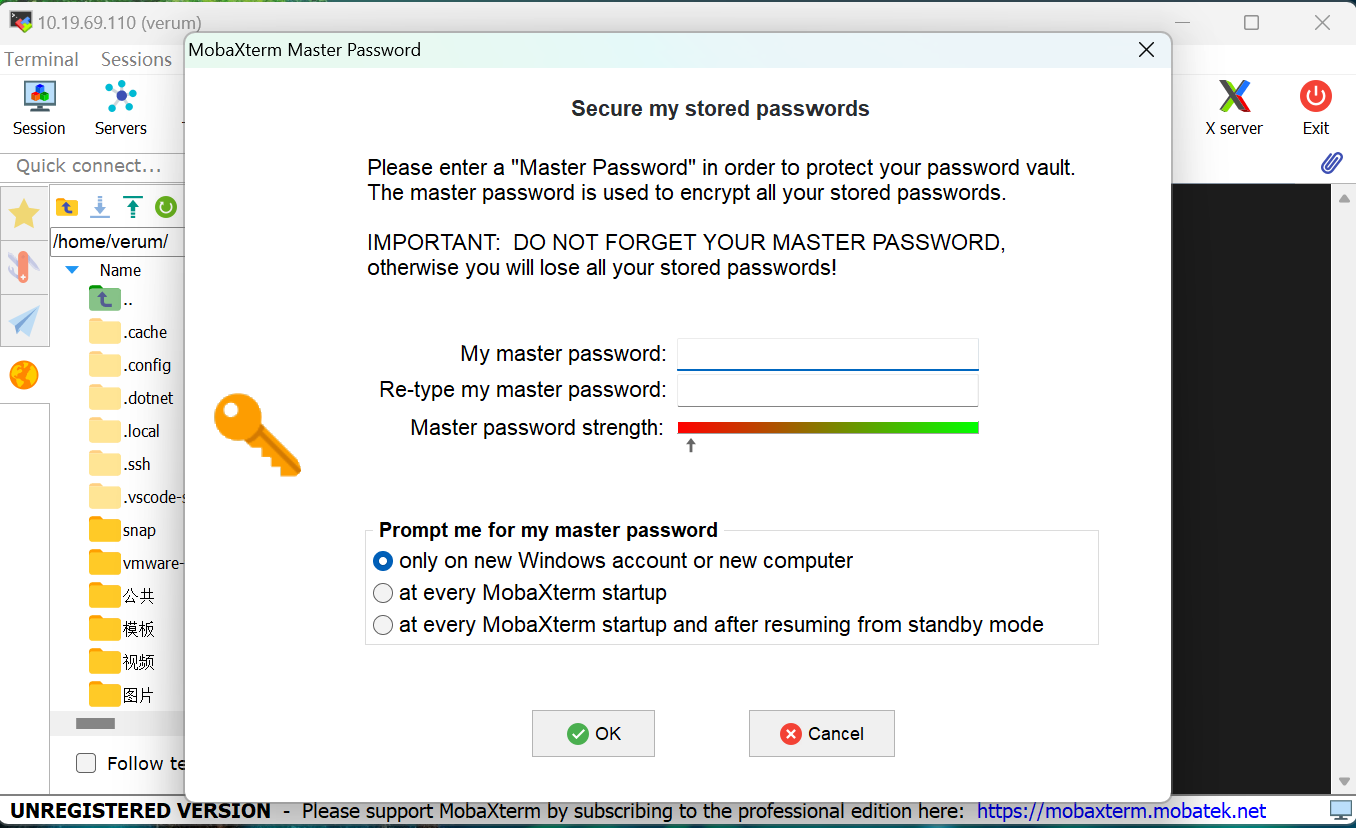 10.19.69.110 (verum)
MobaXterm Master Password
Terminal Sessions
Session Servers X server Exit
Quick connect...
/home/verum/
Name
..
.cache
.config
.dotnet
.local
.ssh
.vscode-s
snap
vmware-
公共
模板
视频
图片
Follow te
Secure my stored passwords
Please enter a "Master Password" in order to protect your password vault.
The master password is used to encrypt all your stored passwords.
IMPORTANT: DO NOT FORGET YOUR MASTER PASSWORD,
otherwise you will lose all your stored passwords!
My master password:
Re-type my master password:
Master password strength:
Prompt me for my master password
only on new Windows account or new computer
at every MobaXterm startup
at every MobaXterm startup and after resuming from standby mode
OK Cancel
UNREGISTERED VERSION - Please support MobaXterm by subscribing to the professional edition here: https://mobaxterm.mobatek.net